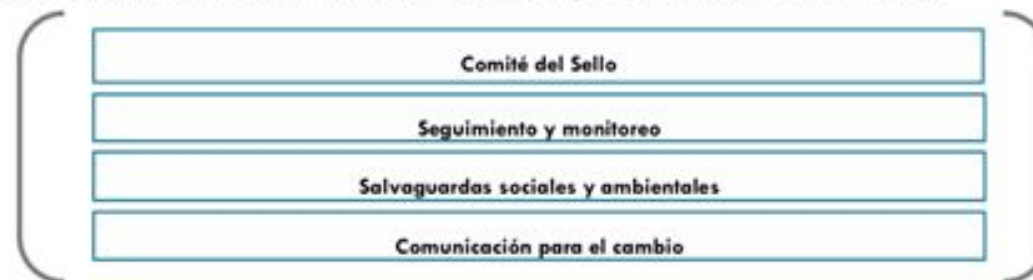 Comité del Sello
Seguimiento y monitoreo
Salvaguardas sociales y ambientales
Comunicación para el cambio